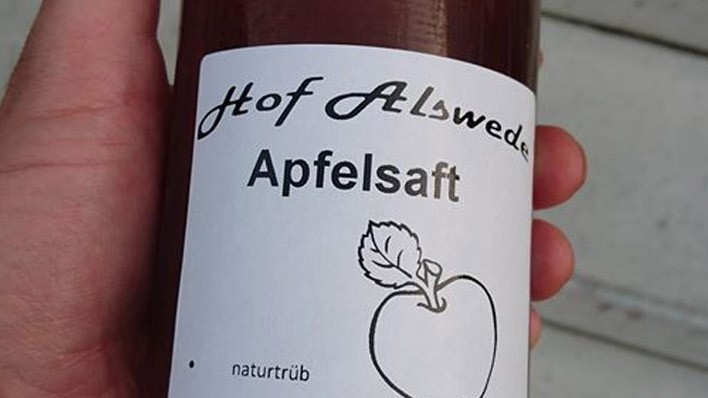 Hof Alswede
Apfelsaft
• naturtrüb